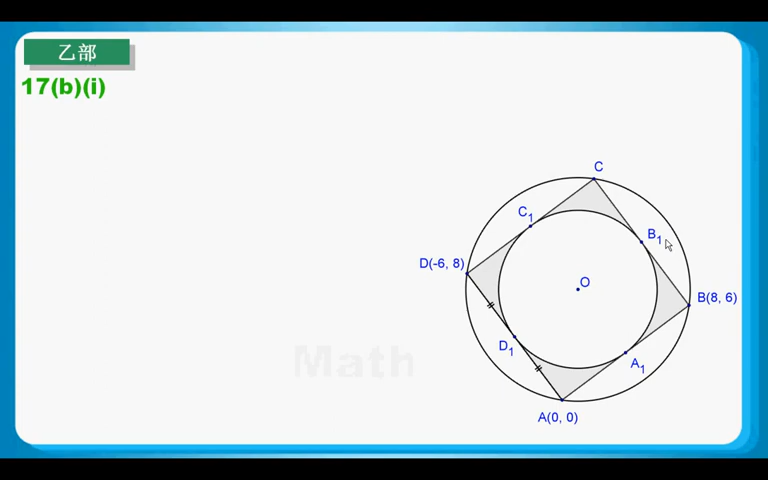 乙部
17(b)(i)
C
C1
B1
D(-6, 8)
O
B(8, 6)
D1
A1
Math
A(0, 0)